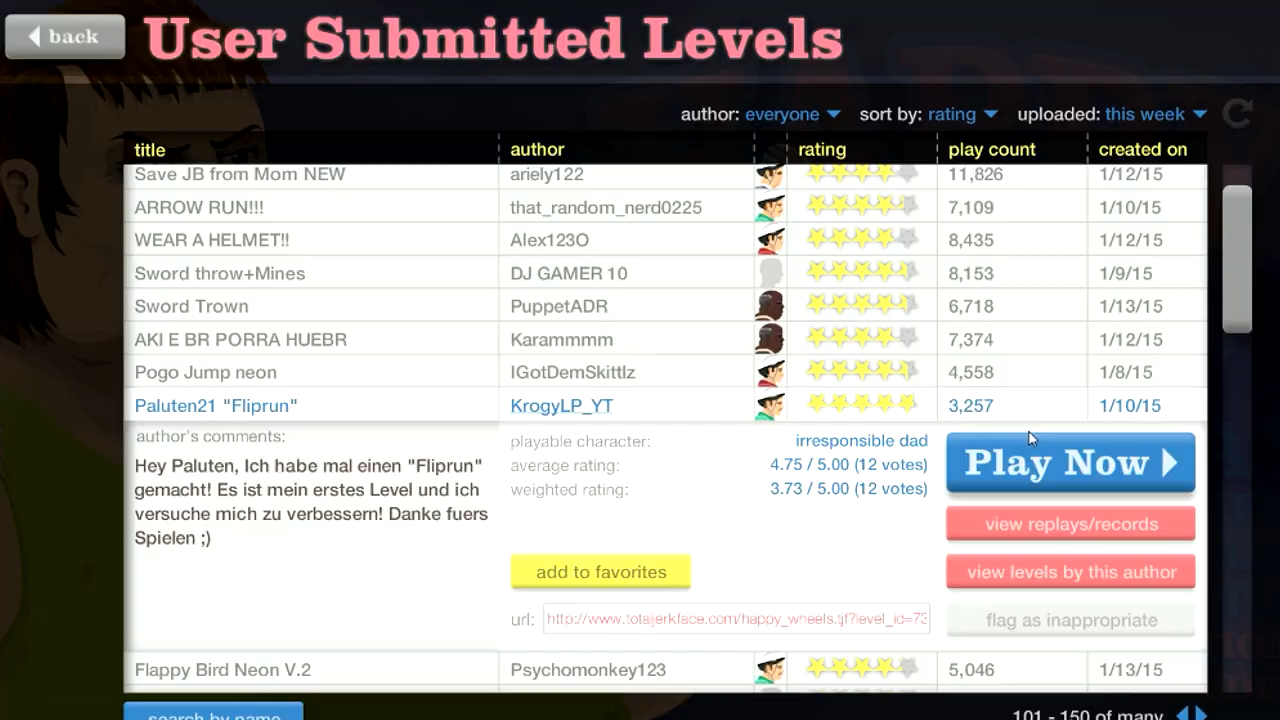 back
User Submitted Levels
author: everyone sort by: rating uploaded: this week
title author rating play count created on
Save JB from Mom NEW ariely122 11,826 1/12/15
ARROW RUN!!! that_random_nerd0225 7,109 1/10/15
WEAR A HELMET!! Alex123O 8,435 1/12/15
Sword throw+Mines DJ GAMER 10 8,153 1/9/15
Sword Trown PuppetADR 6,718 1/13/15
AKI E BR PORRA HUEBR Karammmm 7,374 1/12/15
Pogo Jump neon IGotDemSkittlz 4,558 1/8/15
Paluten21 "Fliprun" KrogyLP_YT 3,257 1/10/15
author's comments:
Hey Paluten, Ich habe mal einen "Fliprun"
gemacht! Es ist mein erstes Level und ich
versuche mich zu verbessern! Danke fuers
Spielen ;)
playable character: irresponsible dad
average rating: 4.75 / 5.00 (12 votes)
weighted rating: 3.73 / 5.00 (12 votes)
add to favorites
url: http://www.totaljerkface.com/happy_wheels.tjf?level_id=73
Play Now
view replays/records
view levels by this author
flag as inappropriate
Flappy Bird Neon V.2 Psychomonkey123 5,046 1/13/15
search by name
101 - 150 of many